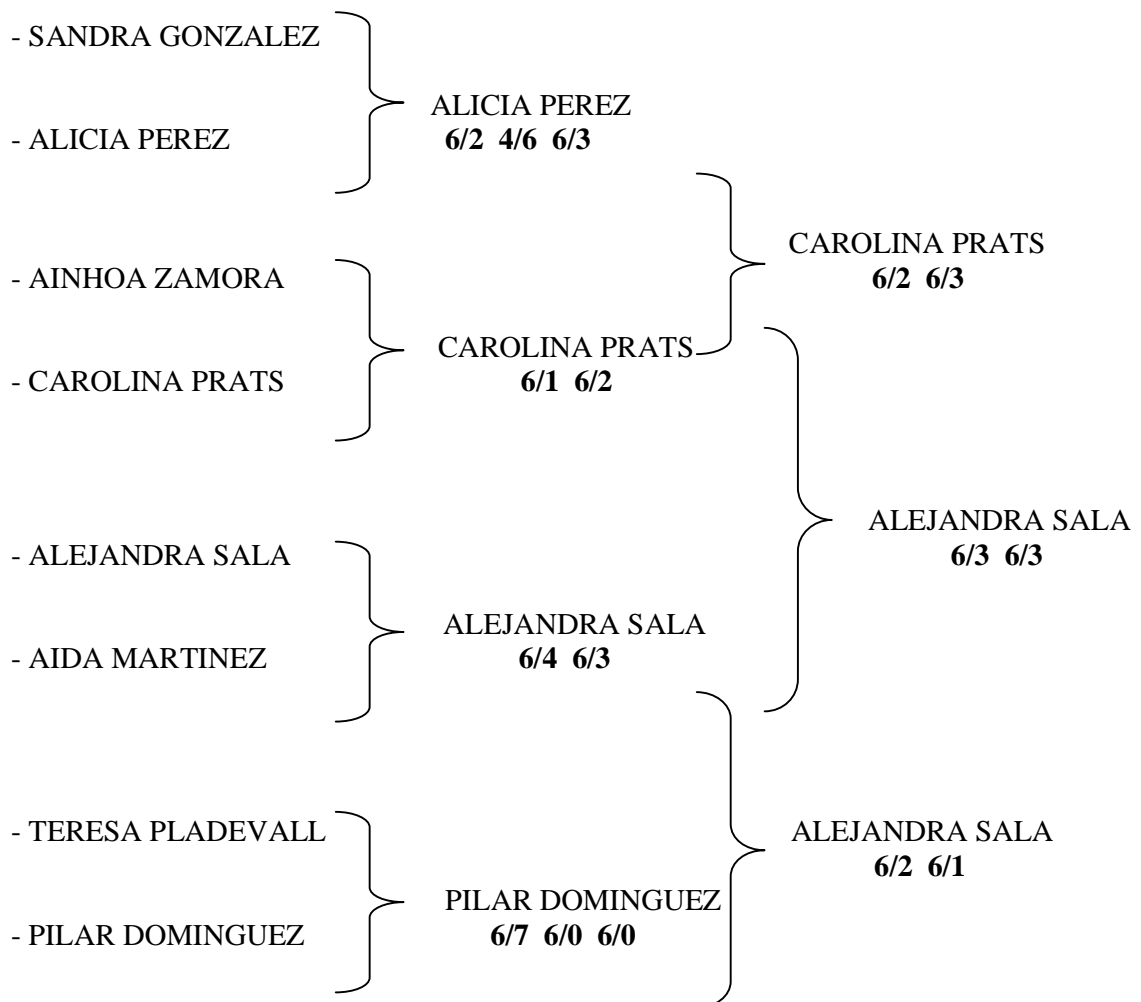 - SANDRA GONZALEZ
ALICIA PEREZ
- ALICIA PEREZ
6/2 4/6 6/3
CAROLINA PRATS
- AINHOA ZAMORA
6/2 6/3
CAROLINA PRATS
- CAROLINA PRATS
6/1 6/2
ALEJANDRA SALA
- ALEJANDRA SALA
6/3 6/3
ALEJANDRA SALA
- AIDA MARTINEZ
6/4 6/3
- TERESA PLADEVALL
ALEJANDRA SALA
6/2 6/1
PILAR DOMINGUEZ
- PILAR DOMINGUEZ
6/7 6/0 6/0